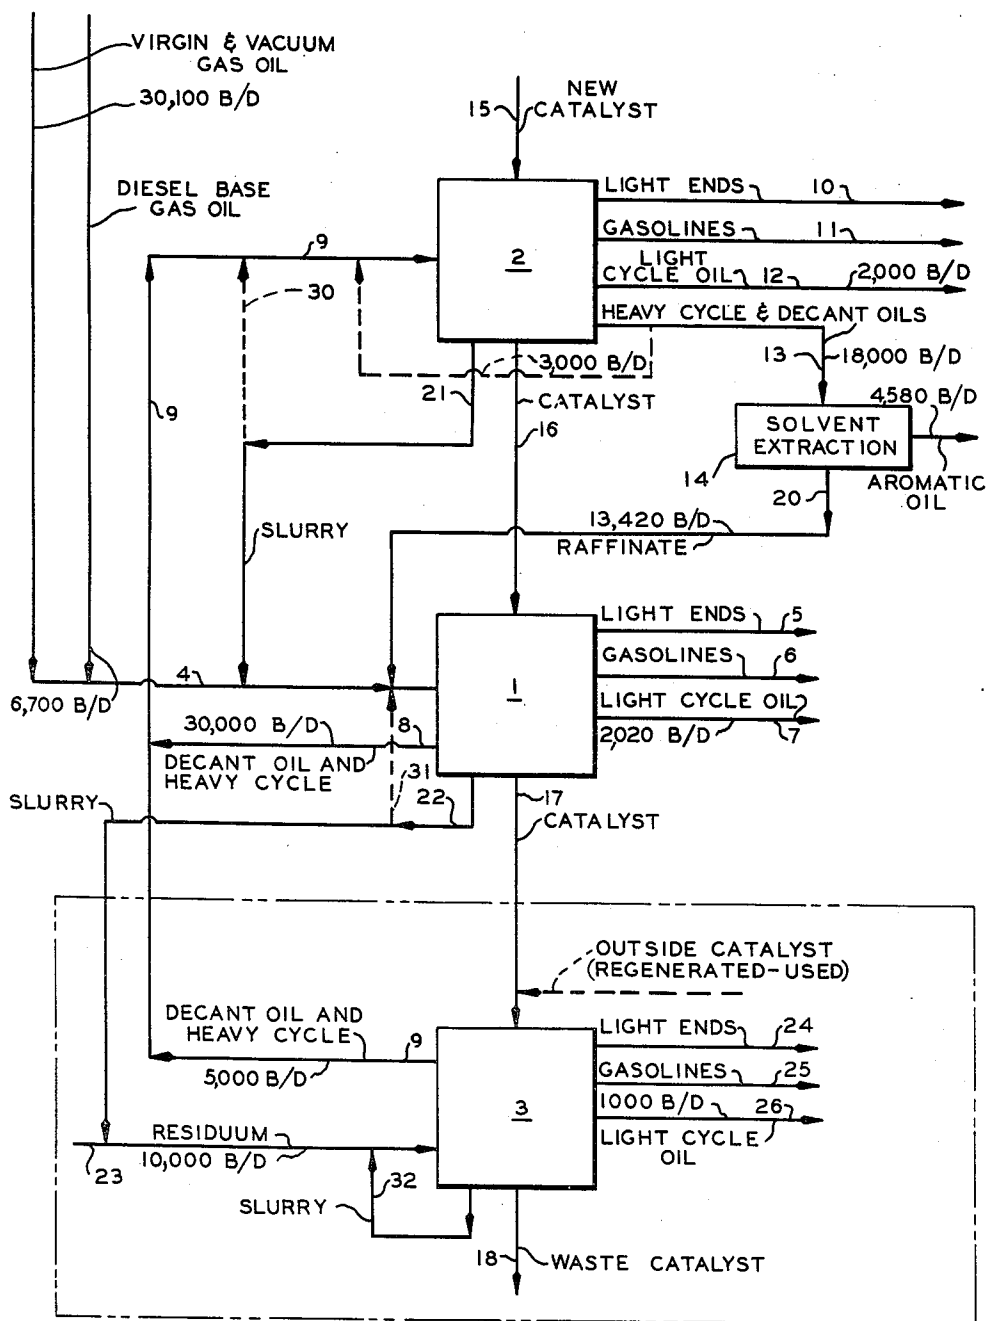 VIRGIN & VACUUM
GAS OIL
30,100 B/D
NEW
15 CATALYST
DIESEL BASE
GAS OIL
LIGHT ENDS 10
GASOLINES 11
9
2
LIGHT
CYCLE OIL 12 2,000 B/D
30
HEAVY CYCLE & DECANT OILS
3,000 B/D
13 18,000 B/D
9
21
CATALYST
4,580 B/D
16
SOLVENT
EXTRACTION
14
AROMATIC
OIL
20
13,420 B/D
SLURRY
RAFFINATE
LIGHT ENDS 5
GASOLINES 6
4
1
6,700 B/D
LIGHT CYCLE OIL
30,000 B/D 8
2,020 B/D 7
DECANT OIL AND
HEAVY CYCLE
31
SLURRY
22
17
CATALYST
OUTSIDE CATALYST
(REGENERATED-USED)
DECANT OIL AND
HEAVY CYCLE 9
5,000 B/D
LIGHT ENDS 24
GASOLINES 25
1000 B/D 26
3
RESIDUUM
10,000 B/D
LIGHT CYCLE
OIL
23
32
SLURRY
18 WASTE CATALYST